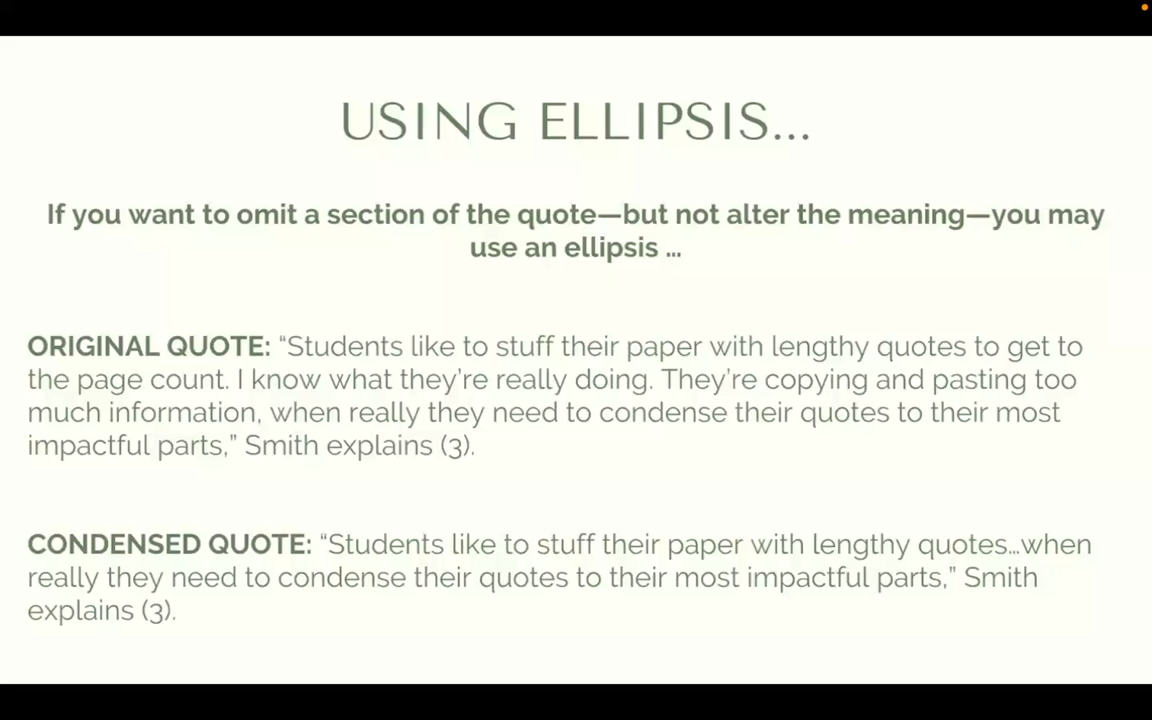 USING ELLIPSIS...
If you want to omit a section of the quote—but not alter the meaning—you may
use an ellipsis ...
ORIGINAL QUOTE: “Students like to stuff their paper with lengthy quotes to get to
the page count. I know what they’re really doing. They’re copying and pasting too
much information, when really they need to condense their quotes to their most
impactful parts,” Smith explains (3).
CONDENSED QUOTE: “Students like to stuff their paper with lengthy quotes...when
really they need to condense their quotes to their most impactful parts,” Smith
explains (3).